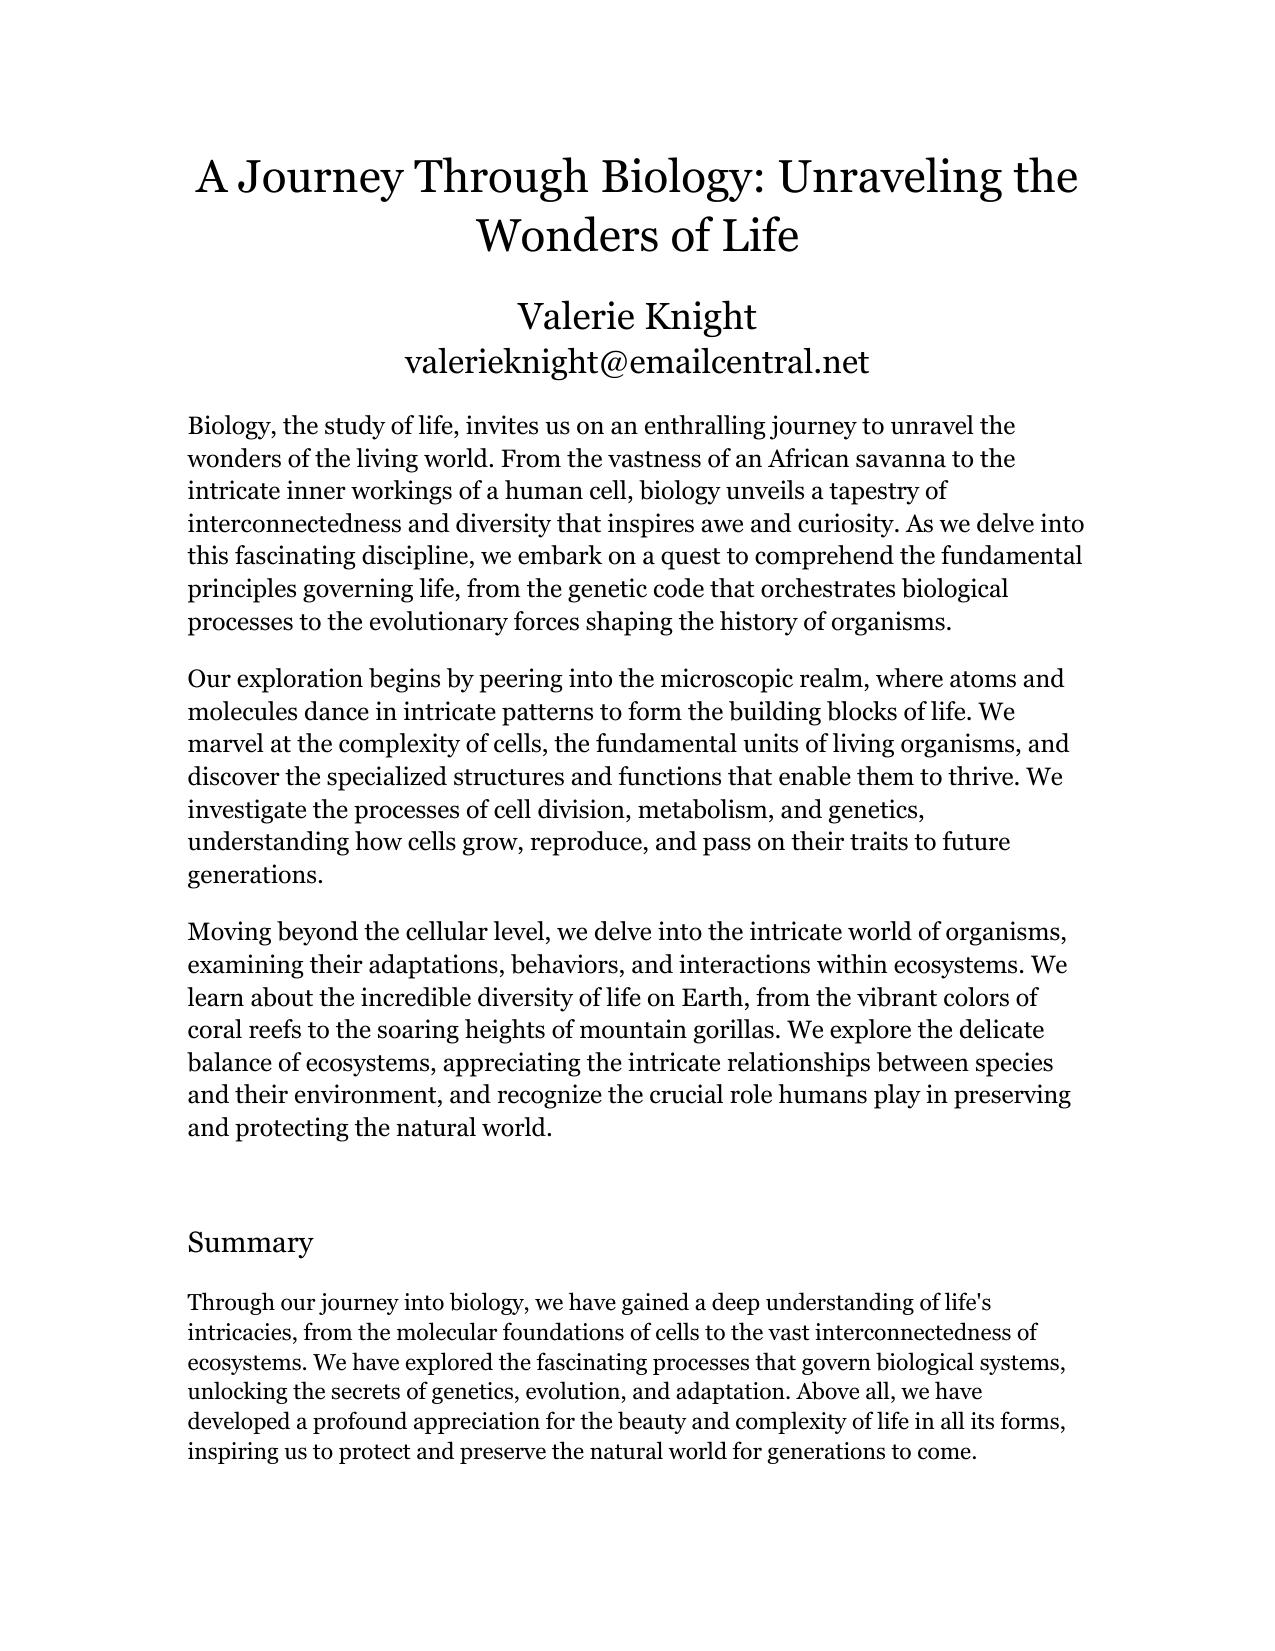 A Journey Through Biology: Unraveling the
Wonders of Life
Valerie Knight
valerieknight@emailcentral.net
Biology, the study of life, invites us on an enthralling journey to unravel the
wonders of the living world. From the vastness of an African savanna to the
intricate inner workings of a human cell, biology unveils a tapestry of
interconnectedness and diversity that inspires awe and curiosity. As we delve into
this fascinating discipline, we embark on a quest to comprehend the fundamental
principles governing life, from the genetic code that orchestrates biological
processes to the evolutionary forces shaping the history of organisms.
Our exploration begins by peering into the microscopic realm, where atoms and
molecules dance in intricate patterns to form the building blocks of life. We
marvel at the complexity of cells, the fundamental units of living organisms, and
discover the specialized structures and functions that enable them to thrive. We
investigate the processes of cell division, metabolism, and genetics,
understanding how cells grow, reproduce, and pass on their traits to future
generations.
Moving beyond the cellular level, we delve into the intricate world of organisms,
examining their adaptations, behaviors, and interactions within ecosystems. We
learn about the incredible diversity of life on Earth, from the vibrant colors of
coral reefs to the soaring heights of mountain gorillas. We explore the delicate
balance of ecosystems, appreciating the intricate relationships between species
and their environment, and recognize the crucial role humans play in preserving
and protecting the natural world.
Summary
Through our journey into biology, we have gained a deep understanding of life's
intricacies, from the molecular foundations of cells to the vast interconnectedness of
ecosystems. We have explored the fascinating processes that govern biological systems,
unlocking the secrets of genetics, evolution, and adaptation. Above all, we have
developed a profound appreciation for the beauty and complexity of life in all its forms,
inspiring us to protect and preserve the natural world for generations to come.